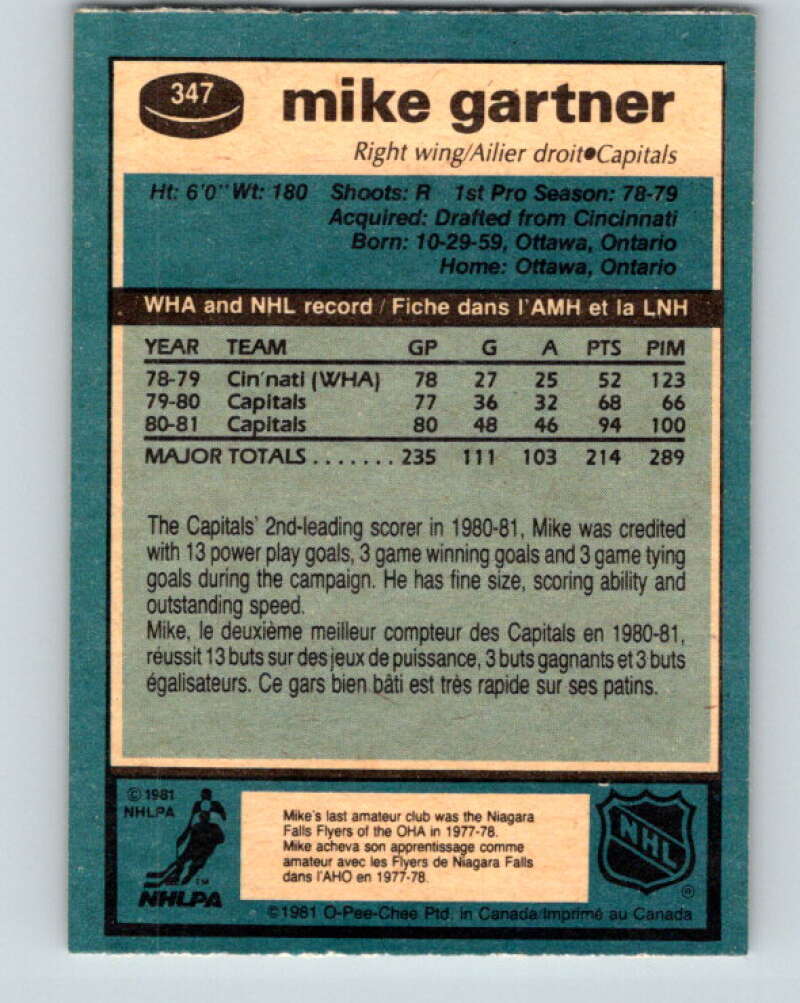 347
mike gartner
Right wing/Ailier droit•Capitals
Ht: 6'0" Wt: 180 Shoots: R 1st Pro Season: 78-79
Acquired: Drafted from Cincinnati
Born: 10-29-59, Ottawa, Ontario
Home: Ottawa, Ontario
WHA and NHL record / Fiche dans l'AMH et la LNH
YEAR TEAM GP G A PTS PIM
78-79 Cin'nati (WHA) 78 27 25 52 123
79-80 Capitals 77 36 32 68 66
80-81 Capitals 80 48 46 94 100
MAJOR TOTALS ....... 235 111 103 214 289
The Capitals' 2nd-leading scorer in 1980-81, Mike was credited
with 13 power play goals, 3 game winning goals and 3 game tying
goals during the campaign. He has fine size, scoring ability and
outstanding speed.
Mike, le deuxième meilleur compteur des Capitals en 1980-81,
réussit 13 buts sur des jeux de puissance, 3 buts gagnants et 3 buts
égalisateurs. Ce gars bien bâti est très rapide sur ses patins.
© 1981
NHLPA
TM
NHLPA
Mike's last amateur club was the Niagara
Falls Flyers of the OHA in 1977-78.
Mike acheva son apprentissage comme
amateur avec les Flyers de Niagara Falls
dans l'AHO en 1977-78.
NHL
®
©1981 O-Pee-Chee Ptd. in Canada/Imprimé au Canada